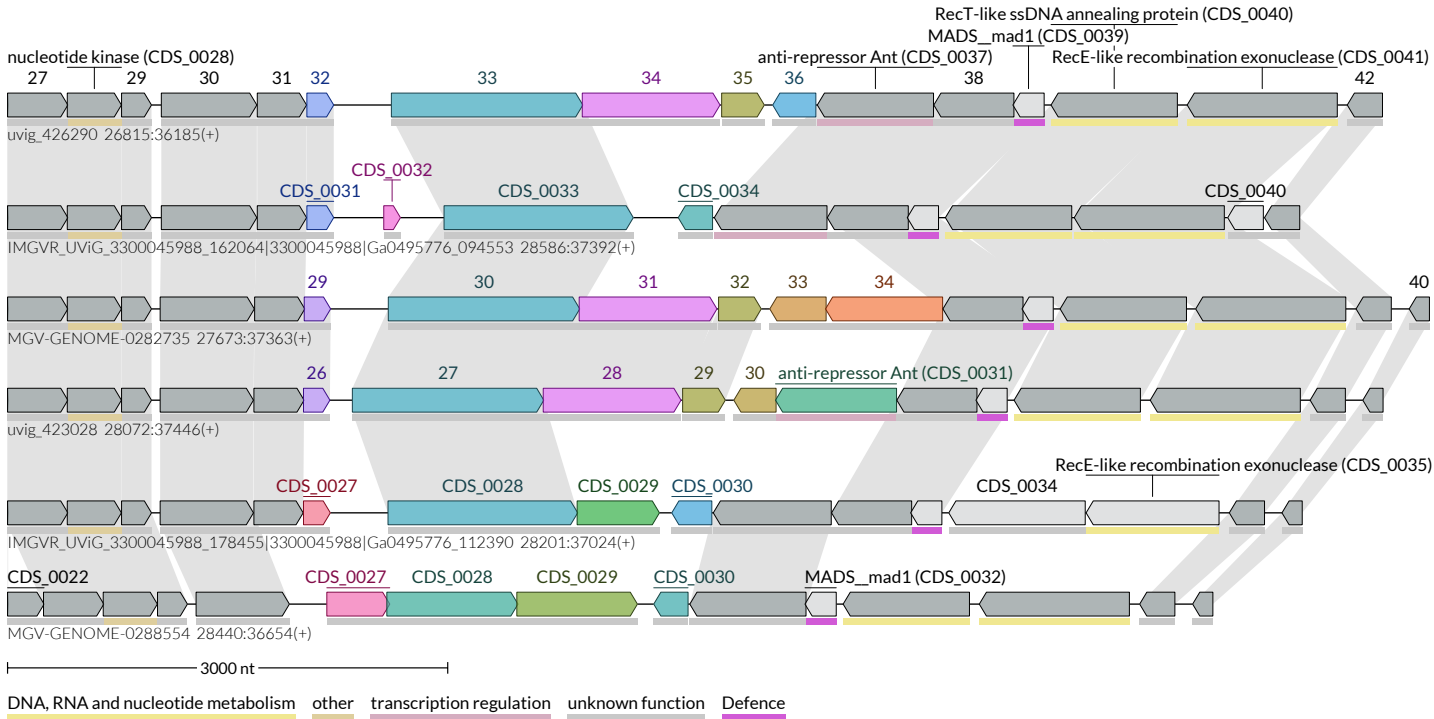 RecT-like ssDNA annealing protein (CDS_0040)
MADS__mad1 (CDS_0039)
nucleotide kinase (CDS_0028) anti-repressor Ant (CDS_0037) RecE-like recombination exonuclease (CDS_0041)
27 29 30 31 32 33 34 35 36 38 42
uvig_426290 26815:36185(+)
CDS_0032
CDS_0031 CDS_0033 CDS_0034 CDS_0040
IMGVR_UViG_3300045988_162064|3300045988|Ga0495776_094553 28586:37392(+)
29 30 31 32 33 34 40
MGV-GENOME-0282735 27673:37363(+)
26 27 28 29 30 anti-repressor Ant (CDS_0031)
uvig_423028 28072:37446(+)
RecE-like recombination exonuclease (CDS_0035)
CDS_0027 CDS_0028 CDS_0029 CDS_0030 CDS_0034
IMGVR_UViG_3300045988_178455|3300045988|Ga0495776_112390 28201:37024(+)
CDS_0022 CDS_0027 CDS_0028 CDS_0029 CDS_0030 MADS__mad1 (CDS_0032)
MGV-GENOME-0288554 28440:36654(+)
3000 nt
DNA, RNA and nucleotide metabolism other transcription regulation unknown function Defence